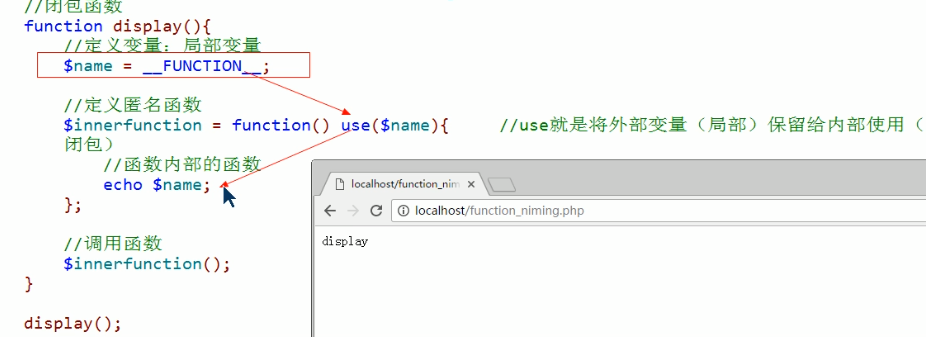 //闭包函数
function display(){
//定义变量：局部变量
$name = __FUNCTION__;
//定义匿名函数
$innerfunction = function() use($name){ //use就是将外部变量（局部）保留给内部使用（
闭包）
//函数内部的函数
echo $name;
};
//调用函数
$innerfunction();
}
display();
localhost/function_nim
localhost/function_niming.php
display